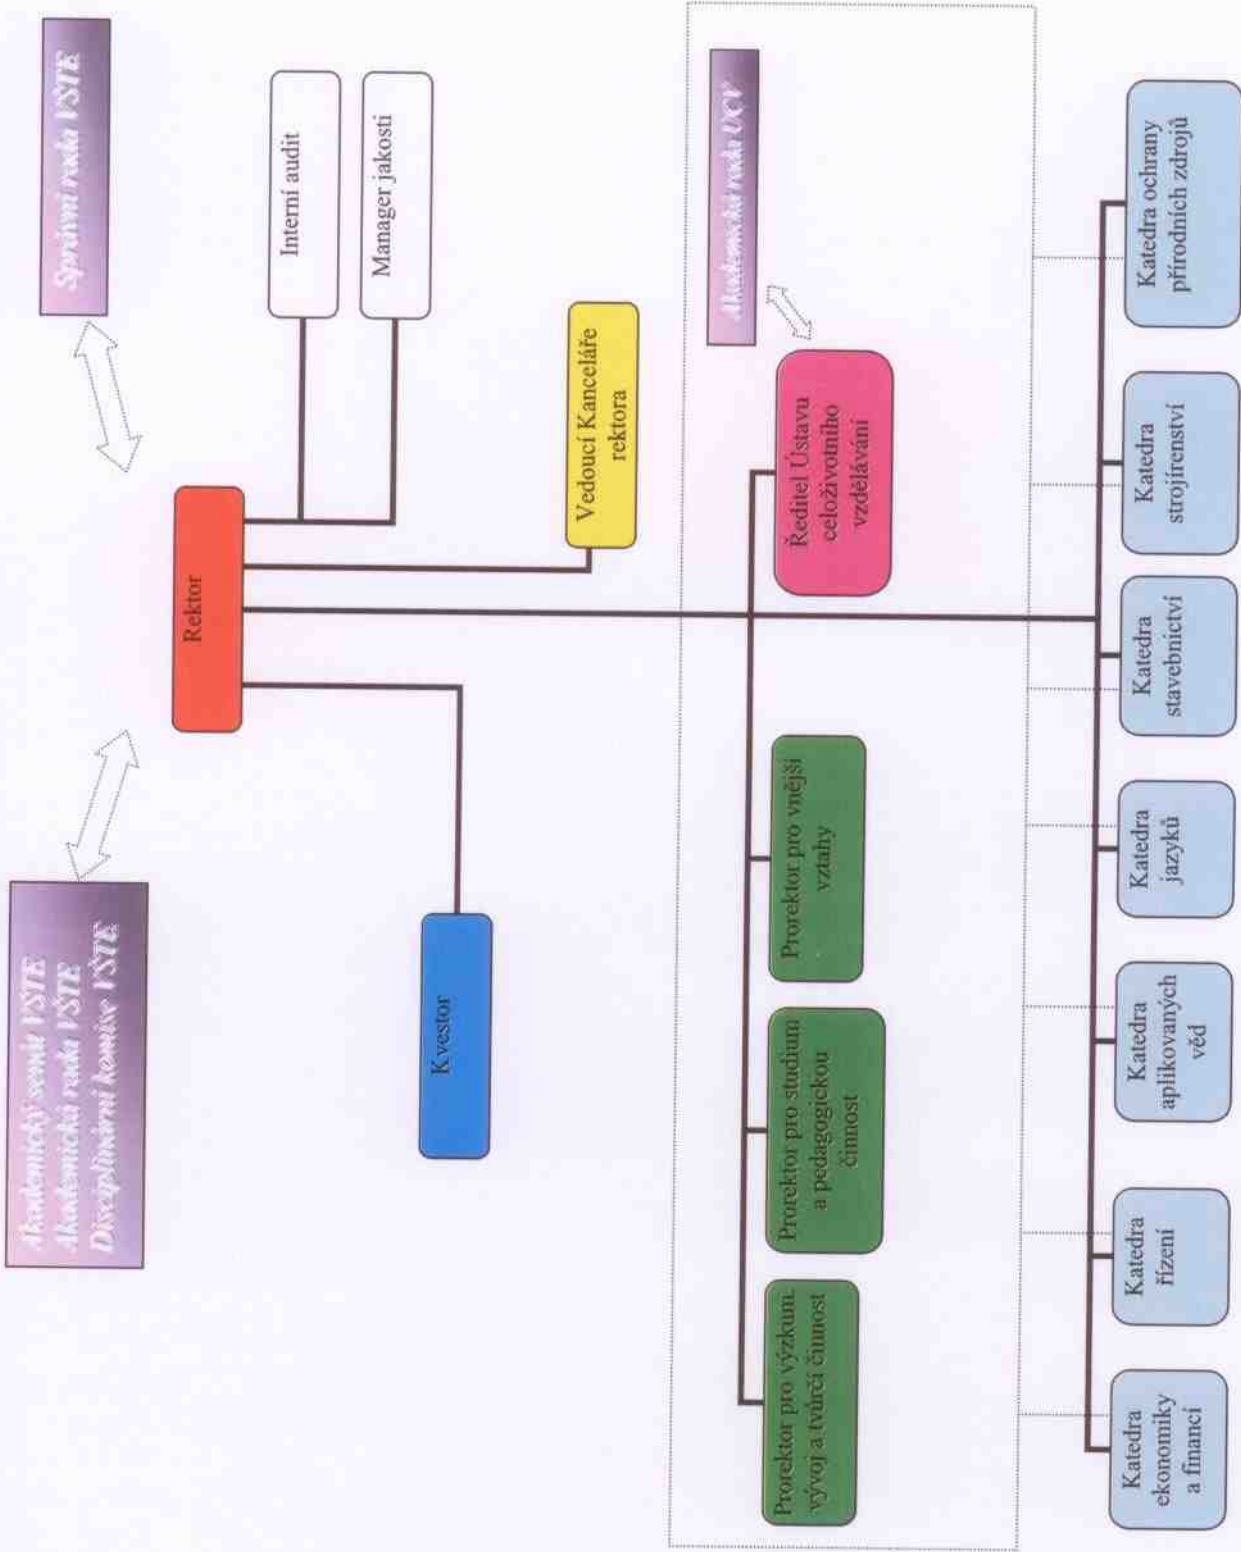 Akademický senát VŠTE
Akademická rada VŠTE
Disciplinární komise VŠTE
Správní rada VŠTE
Rektor
Interní audit
Manager jakosti
Kvestor
Vedoucí Kanceláře
rektora
Akademická rada ÚCV
Prorektor pro výzkum,
vývoj a tvůrčí činnost
Prorektor pro studium
a pedagogickou
činnost
Prorektor pro vnější
vztahy
Ředitel Ústavu
celoživotního
vzdělávání
Katedra
ekonomiky
a financí
Katedra
řízení
Katedra
aplikovaných
věd
Katedra
jazyků
Katedra
stavebnictví
Katedra
strojírenství
Katedra ochrany
přírodních zdrojů